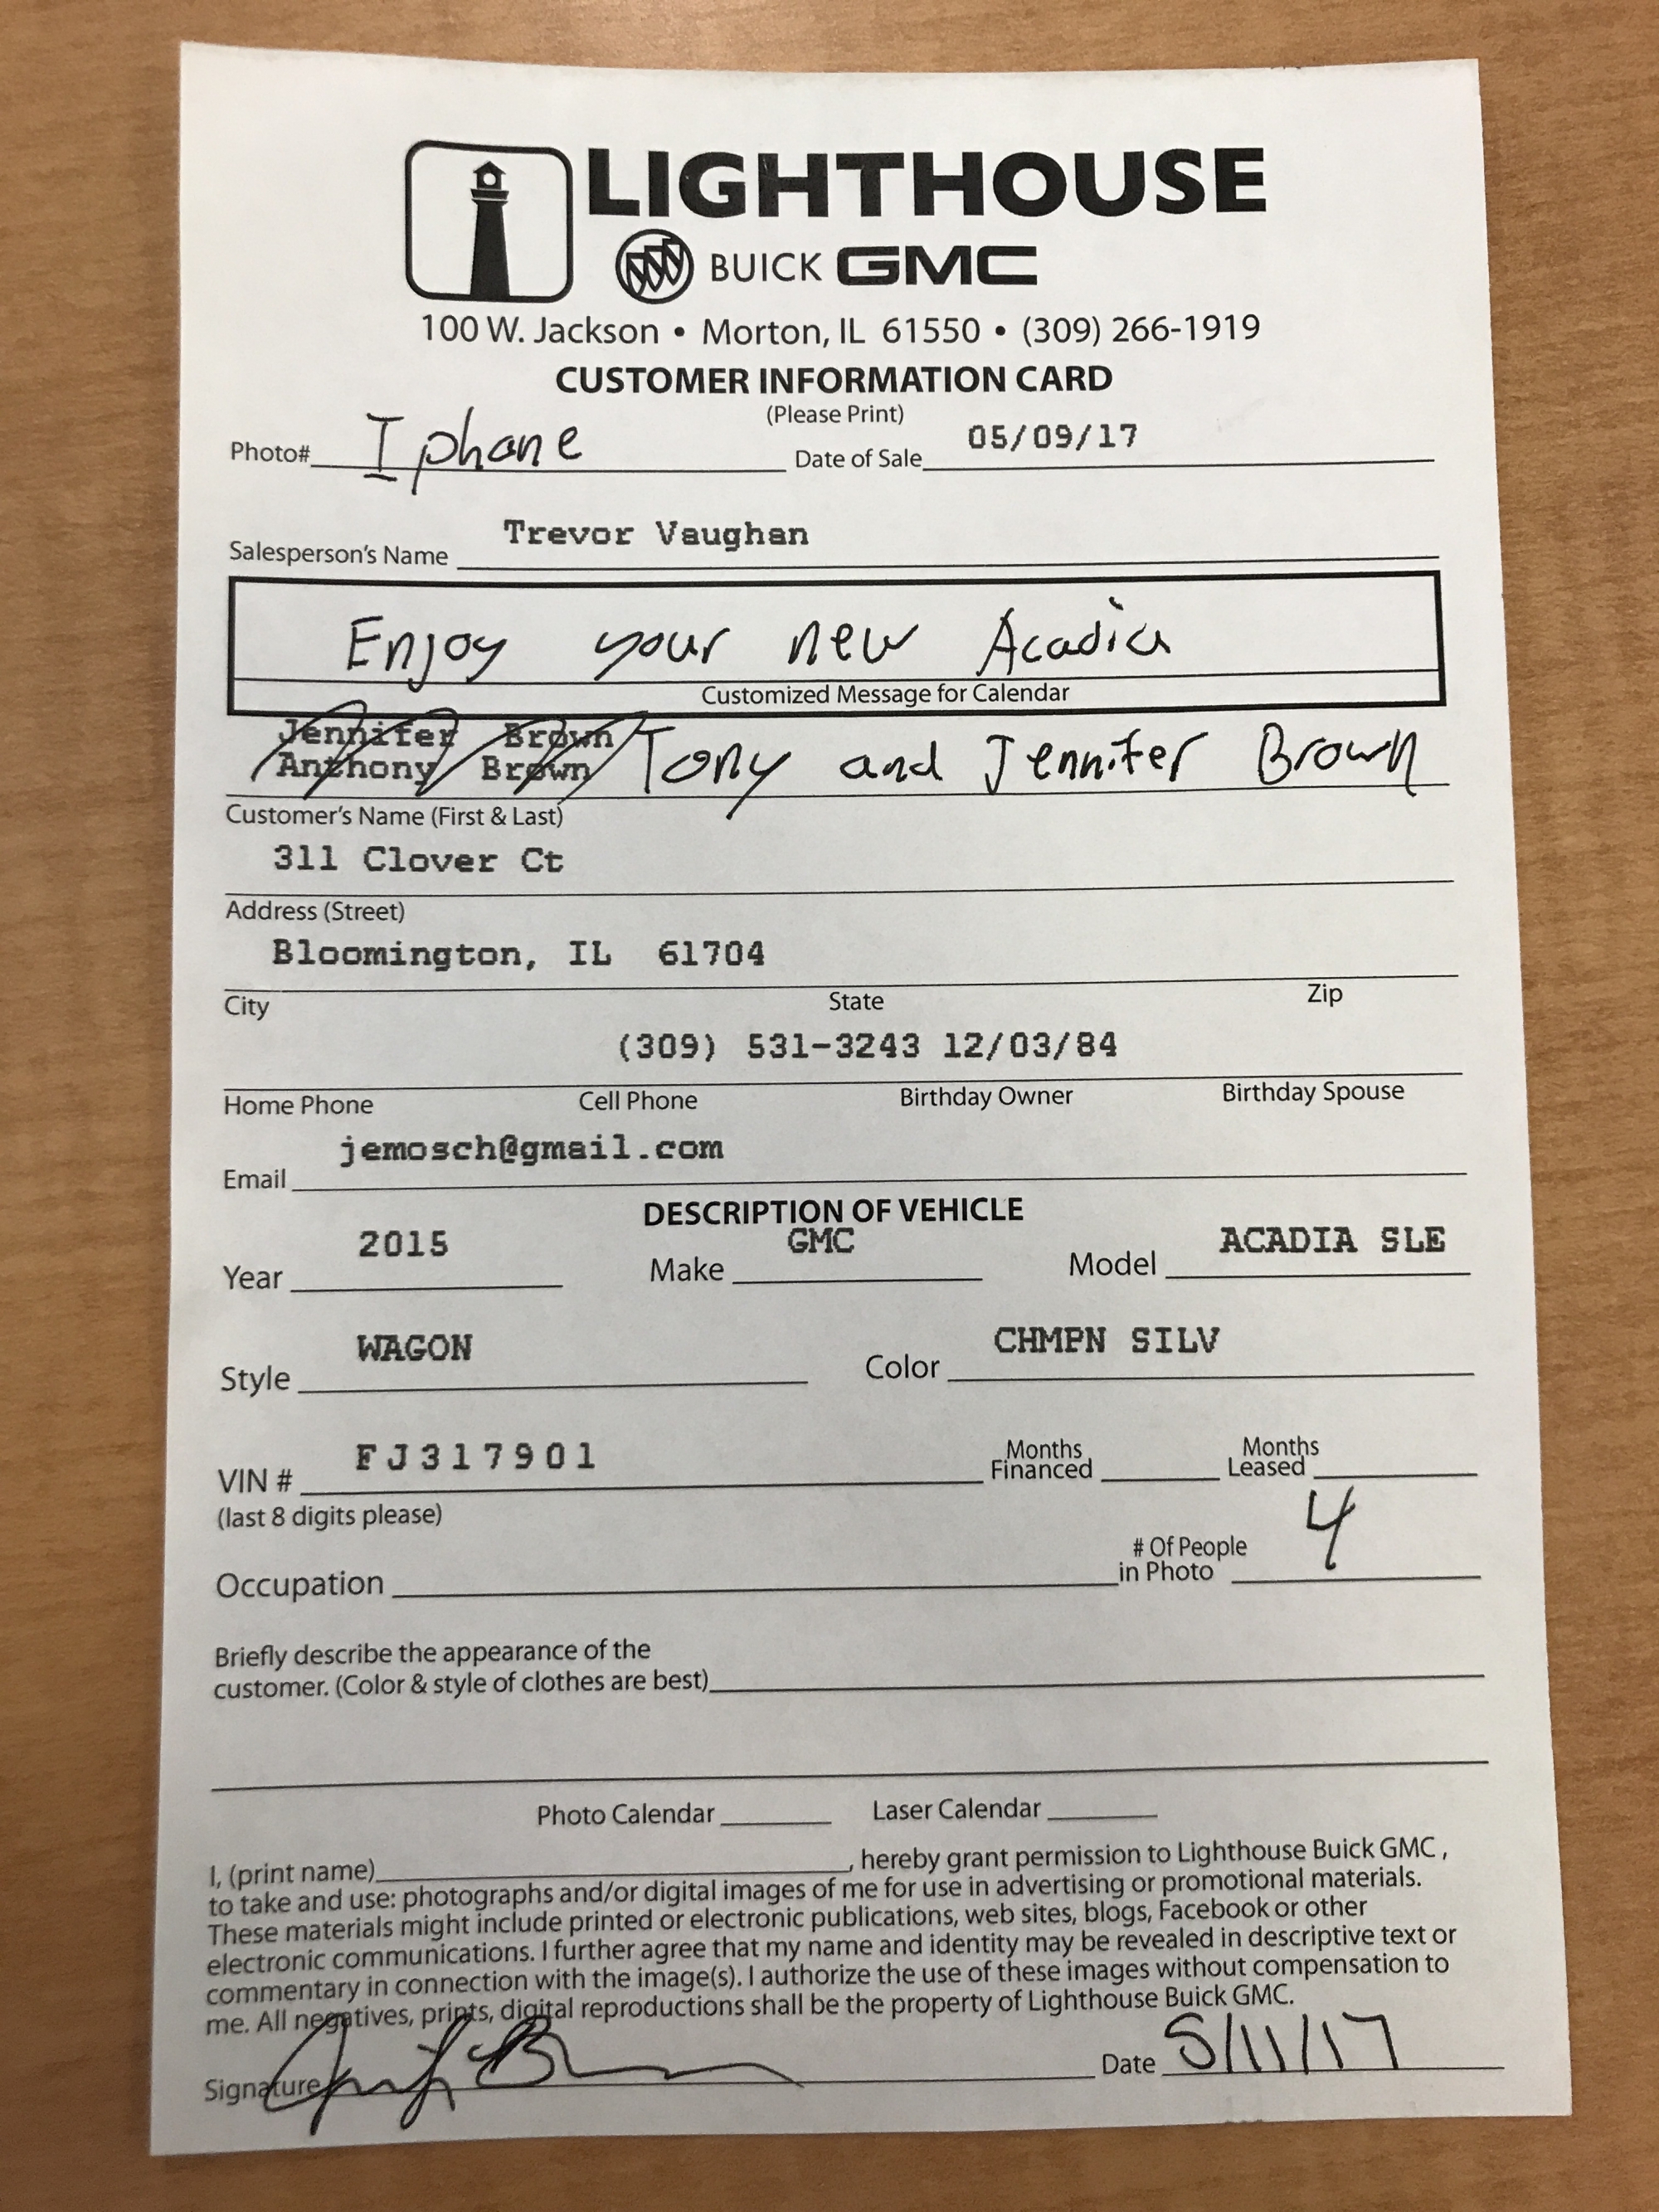 LIGHTHOUSE
BUICK GMC
100 W. Jackson • Morton, IL 61550 • (309) 266-1919
CUSTOMER INFORMATION CARD
(Please Print)
Photo# Iphone Date of Sale 05/09/17
Salesperson's Name Trevor Vaughan
Enjoy your new Acadia
Customized Message for Calendar
Jennifer Brown
Anthony Brown Tony and Jennifer Brown
Customer's Name (First & Last)
311 Clover Ct
Address (Street)
Bloomington, IL 61704
City State Zip
(309) 531-3243 12/03/84
Home Phone Cell Phone Birthday Owner Birthday Spouse
Email jemosch@gmail.com
DESCRIPTION OF VEHICLE
Year 2015 Make GMC Model ACADIA SLE
Style WAGON Color CHMPN SILV
VIN # FJ317901 Months Financed Months Leased
(last 8 digits please)
Occupation # Of People in Photo 4
Briefly describe the appearance of the
customer. (Color & style of clothes are best)
Photo Calendar Laser Calendar
I, (print name) , hereby grant permission to Lighthouse Buick GMC ,
to take and use: photographs and/or digital images of me for use in advertising or promotional materials.
These materials might include printed or electronic publications, web sites, blogs, Facebook or other
electronic communications. I further agree that my name and identity may be revealed in descriptive text or
commentary in connection with the image(s). I authorize the use of these images without compensation to
me. All negatives, prints, digital reproductions shall be the property of Lighthouse Buick GMC.
Signature Date 5/11/17